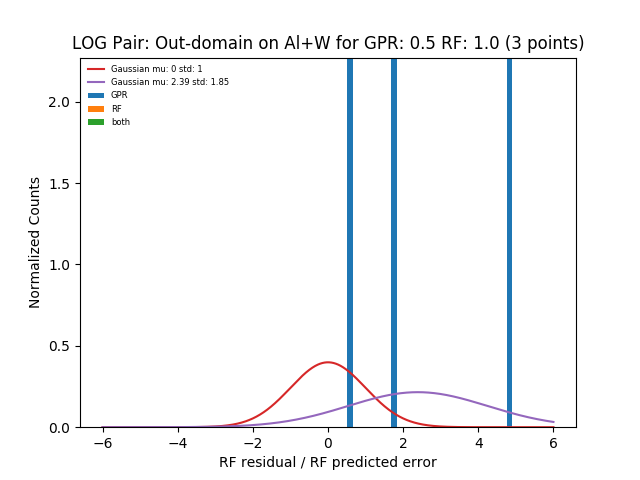 LOG Pair: Out-domain on Al+W for GPR: 0.5 RF: 1.0 (3 points)
Gaussian mu: 0 std: 1
Gaussian mu: 2.39 std: 1.85
GPR
RF
both
2.0
1.5
1.0
0.5
0.0
Normalized Counts
−6 −4 −2 0 2 4 6
RF residual / RF predicted error